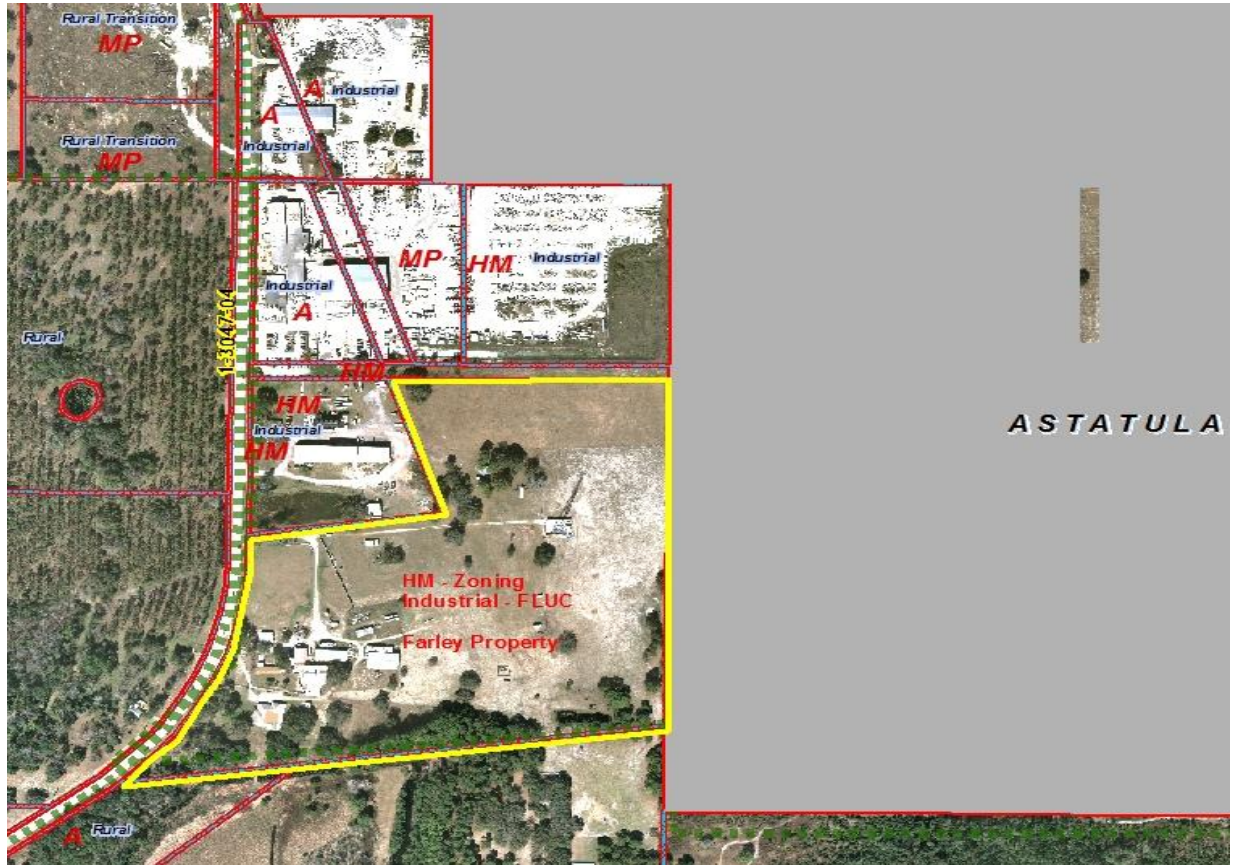 Rural Transition
MP
A
Industrial
A
Rural Transition
MP
Industrial
MP
HM
Industrial
Industrial
A
1-3047-04
Rural
HM
HM
Industrial
HM
ASTATULA
HM - Zoning
Industrial - FLUC
Farley Property
A
Rural